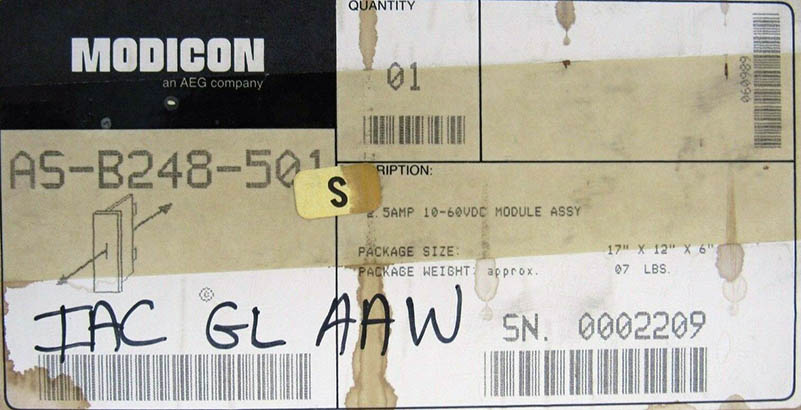 MODICON
an AEG company
QUANTITY
01
060909
AS-B248-501
S
RIPTION:
2.5AMP 10-60VDC MODULE ASSY
PACKAGE SIZE: 17" X 12" X 6"
PACKAGE WEIGHT: approx. 07 LBS.
©
IAC GL AAW
SN. 0002209